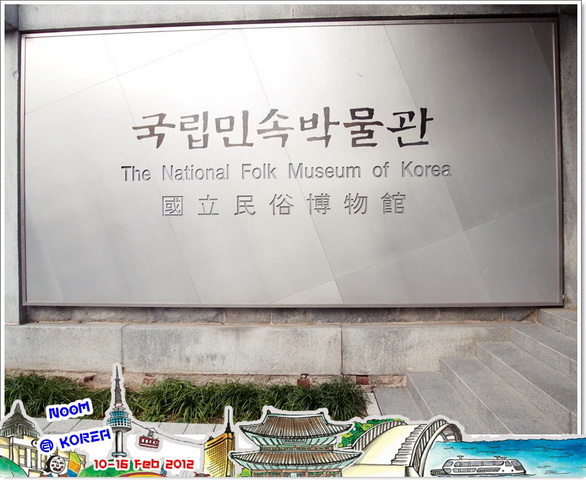 국립민속박물관
The National Folk Museum of Korea
國立民俗博物館
NOOM
@ KOREA
10-16 Feb 2012